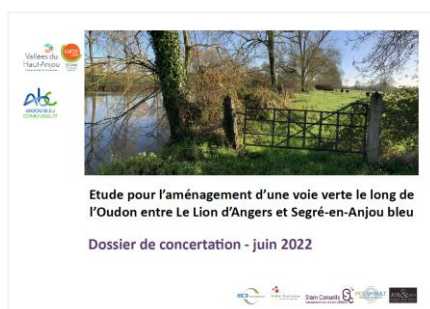 Vallées du
Haut-Anjou
ANJOU BLEU
COMMUNAUTÉ
Etude pour l'aménagement d'une voie verte le long de
l'Oudon entre Le Lion d'Angers et Segré-en-Anjou bleu
Dossier de concertation - juin 2022
Siam Conseils